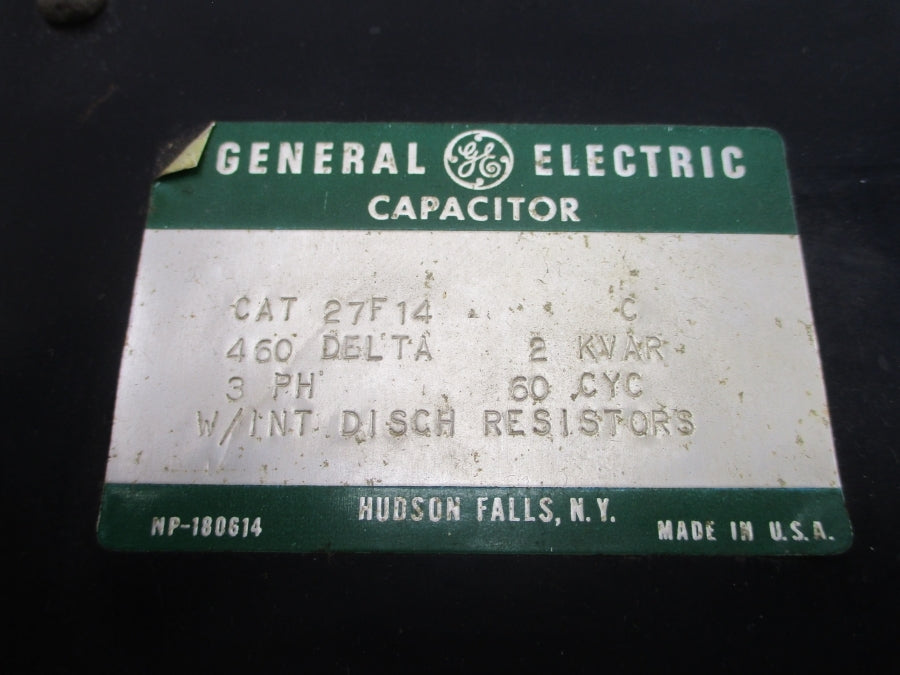 GENERAL GE ELECTRIC
CAPACITOR
CAT 27F14 C
460 DELTA 2 KVAR
3 PH 60 CYC
W/INT DISCH RESISTORS
HUDSON FALLS, N.Y.
NP-180614 MADE IN U.S.A.